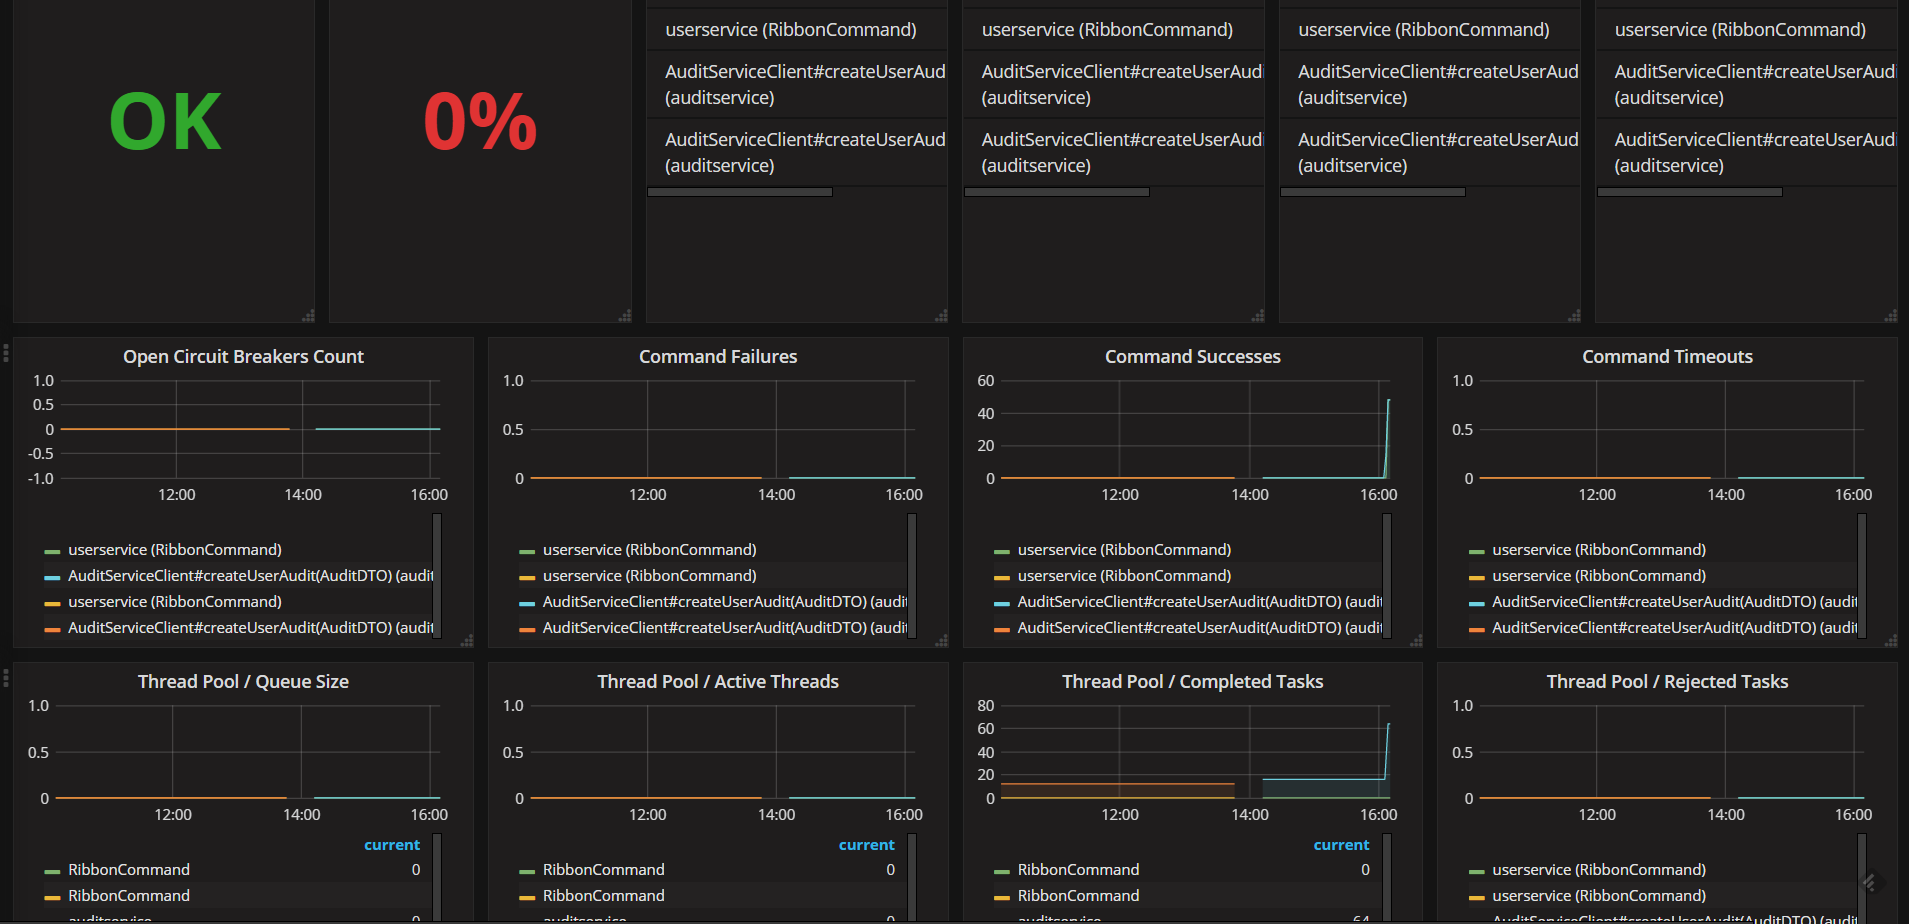 OK
0%
userservice (RibbonCommand)
AuditServiceClient#createUserAud
(auditservice)
AuditServiceClient#createUserAud
(auditservice)
userservice (RibbonCommand)
AuditServiceClient#createUserAudi
(auditservice)
AuditServiceClient#createUserAudi
(auditservice)
userservice (RibbonCommand)
AuditServiceClient#createUserAud
(auditservice)
AuditServiceClient#createUserAud
(auditservice)
userservice (RibbonCommand)
AuditServiceClient#createUserAudi
(auditservice)
AuditServiceClient#createUserAudi
(auditservice)
Open Circuit Breakers Count
1.0
0.5
0
-0.5
-1.0
12:00 14:00 16:00
userservice (RibbonCommand)
AuditServiceClient#createUserAudit(AuditDTO) (audit
userservice (RibbonCommand)
AuditServiceClient#createUserAudit(AuditDTO) (audit
Command Failures
1.0
0.5
0
12:00 14:00 16:00
userservice (RibbonCommand)
userservice (RibbonCommand)
AuditServiceClient#createUserAudit(AuditDTO) (audit
AuditServiceClient#createUserAudit(AuditDTO) (audit
Command Successes
60
40
20
0
12:00 14:00 16:00
userservice (RibbonCommand)
userservice (RibbonCommand)
AuditServiceClient#createUserAudit(AuditDTO) (audit
AuditServiceClient#createUserAudit(AuditDTO) (audit
Command Timeouts
1.0
0.5
0
12:00 14:00 16:00
userservice (RibbonCommand)
userservice (RibbonCommand)
AuditServiceClient#createUserAudit(AuditDTO) (audit
AuditServiceClient#createUserAudit(AuditDTO) (audit
Thread Pool / Queue Size
1.0
0.5
0
12:00 14:00 16:00
current
RibbonCommand 0
RibbonCommand
auditservice 0
Thread Pool / Active Threads
1.0
0.5
0
12:00 14:00 16:00
current
RibbonCommand 0
RibbonCommand
auditservice 0
Thread Pool / Completed Tasks
80
60
40
20
0
12:00 14:00 16:00
current
RibbonCommand 0
RibbonCommand
auditservice 64
Thread Pool / Rejected Tasks
1.0
0.5
0
12:00 14:00 16:00
userservice (RibbonCommand)
userservice (RibbonCommand)
AuditServiceClient#createUserAudit(AuditDTO) (audit